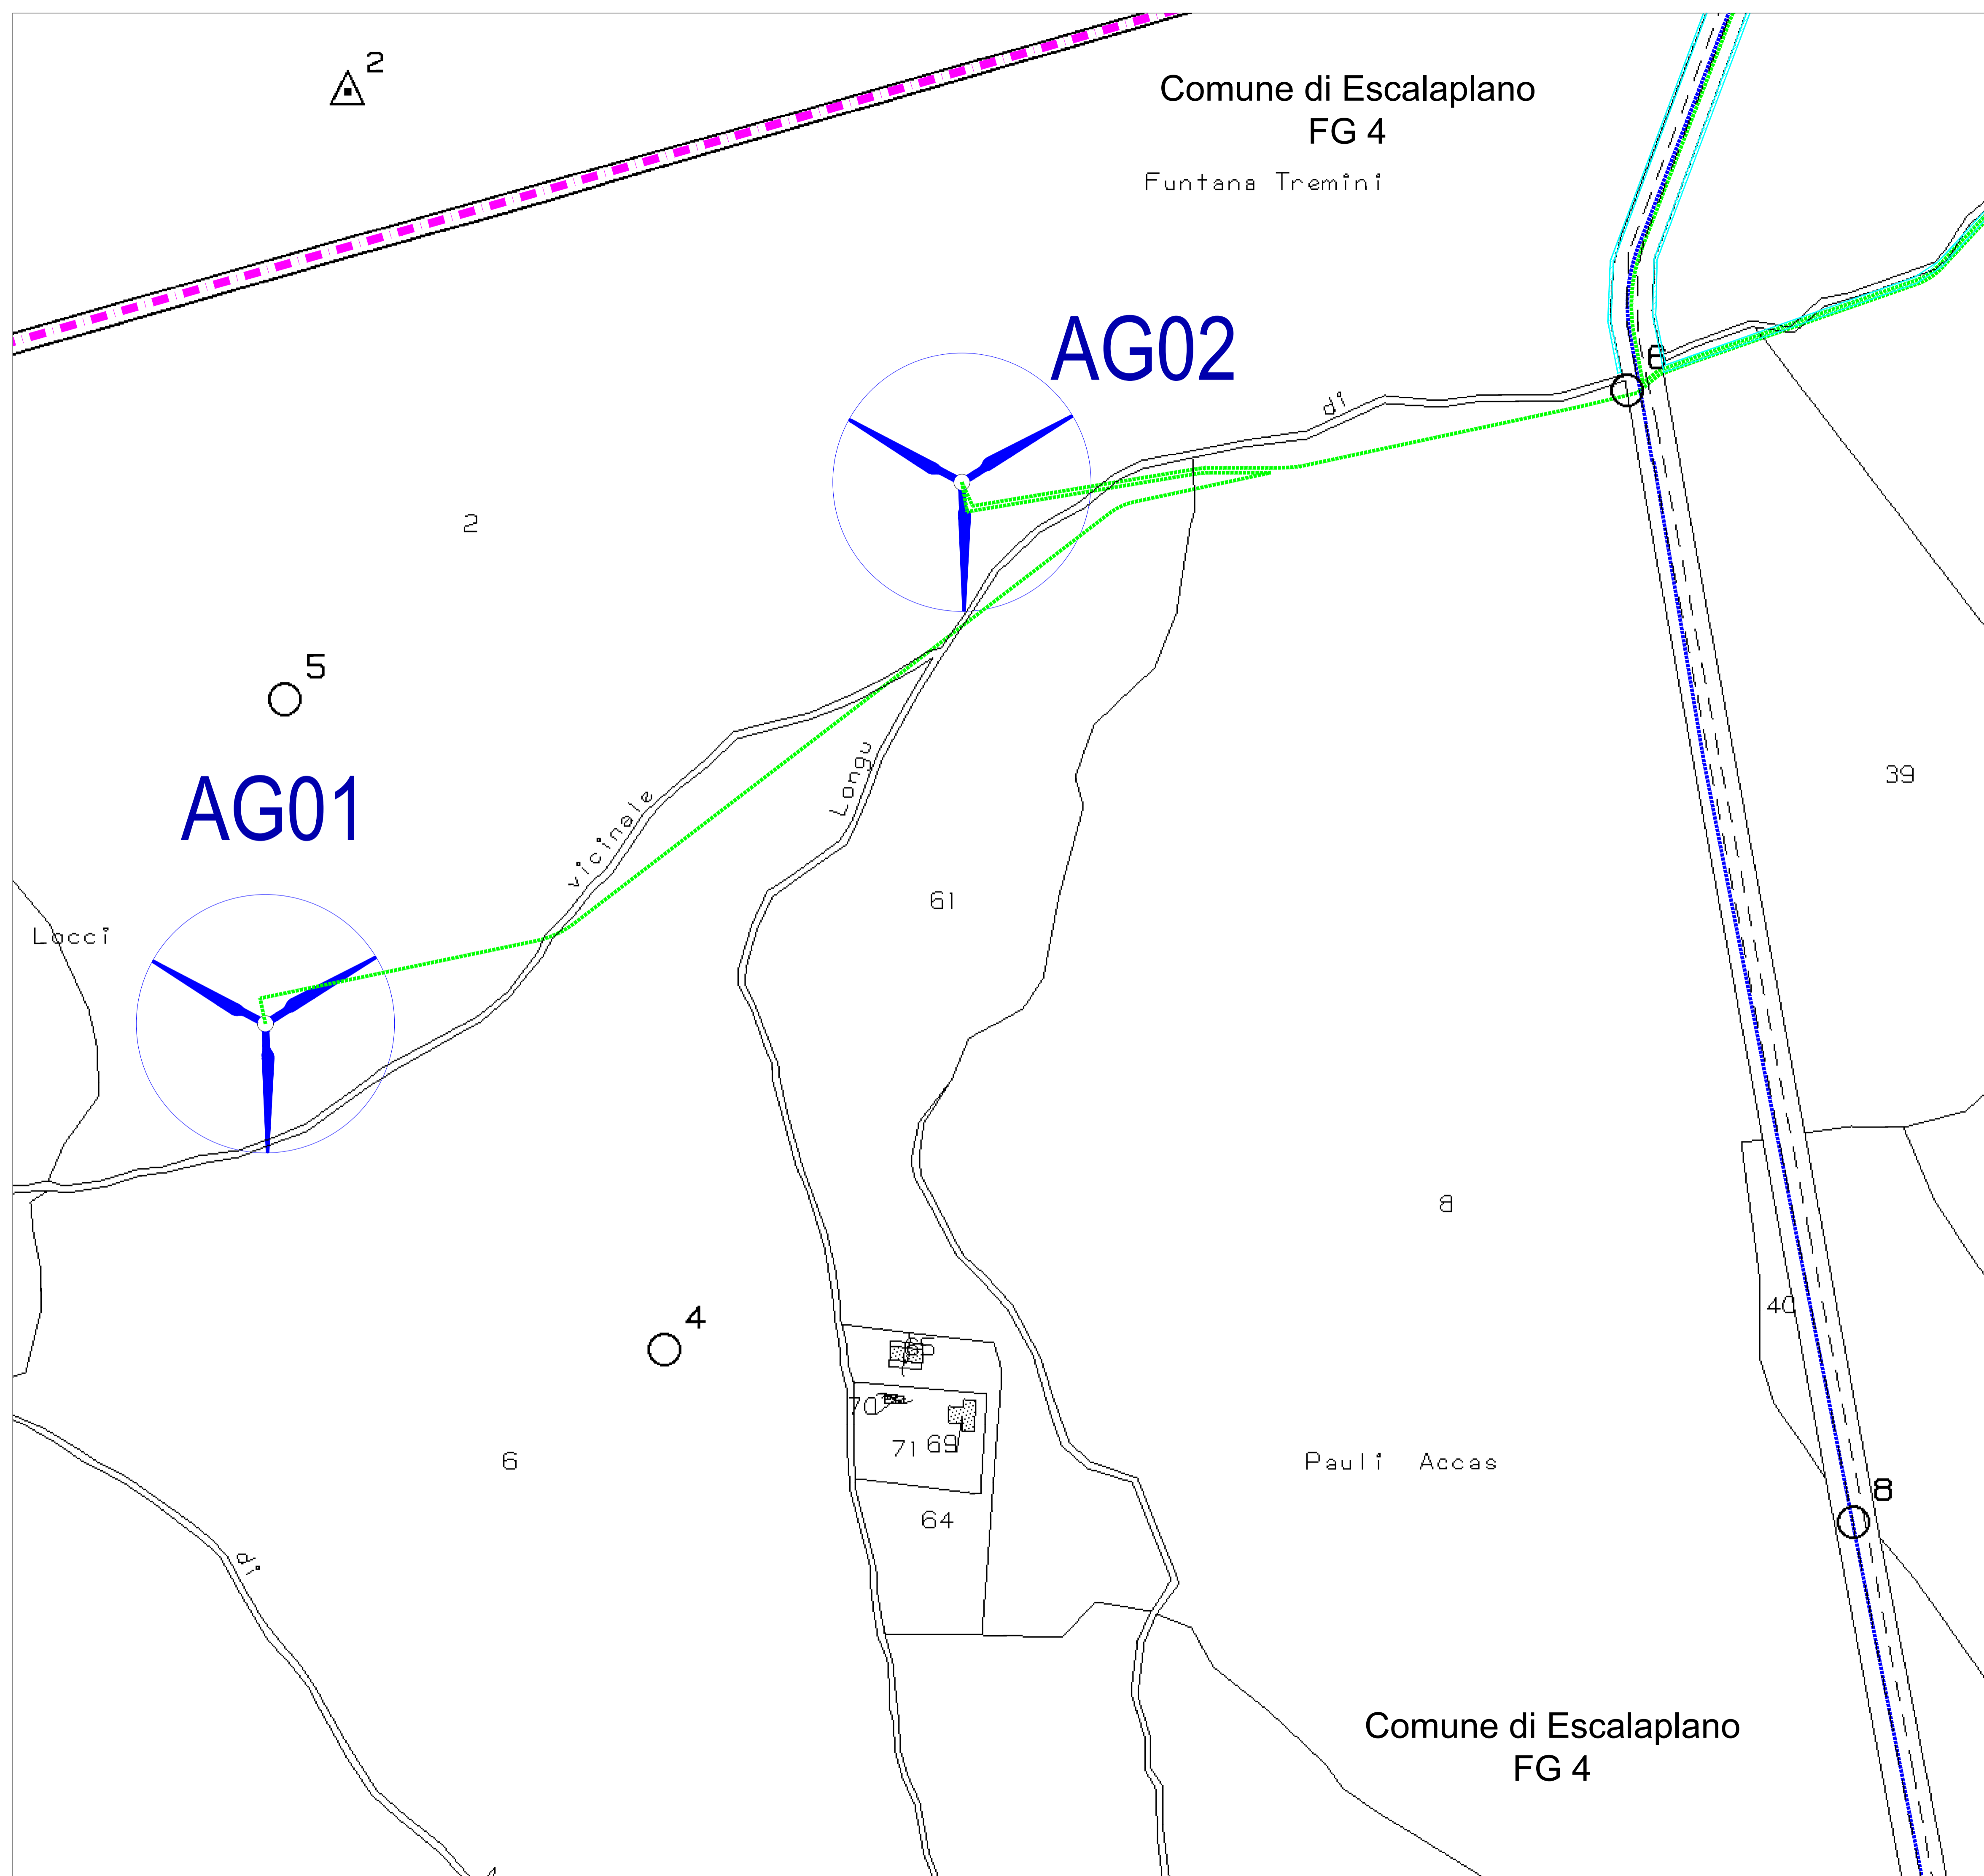 2
Comune di Escalaplano
FG 4
Funtana Tremini
AG02
6
di
2
5
AG01
Longu
vicinale
39
61
Locci
8
40
4
65
70
71
69
6
Pauli Accas
8
64
di
Comune di Escalaplano
FG 4